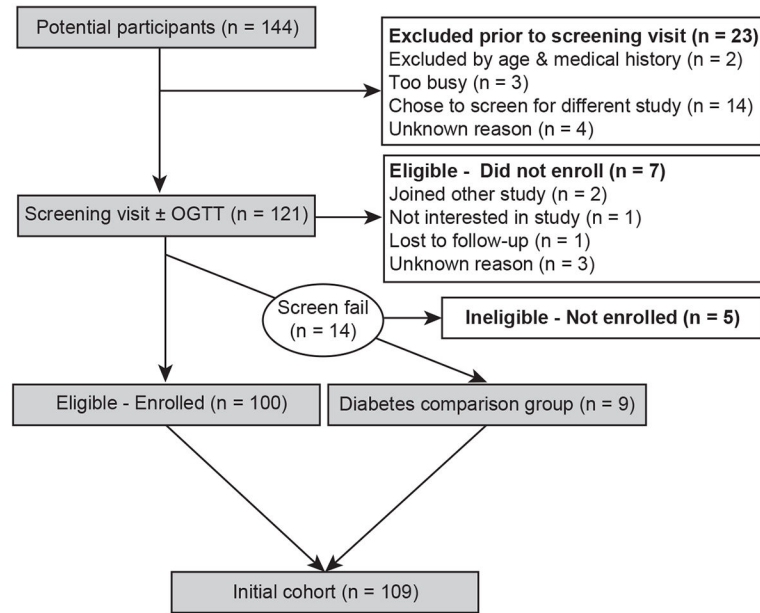 Potential participants (n = 144)
Excluded prior to screening visit (n = 23)
Excluded by age & medical history (n = 2)
Too busy (n = 3)
Chose to screen for different study (n = 14)
Unknown reason (n = 4)
Eligible - Did not enroll (n = 7)
Joined other study (n = 2)
Not interested in study (n = 1)
Lost to follow-up (n = 1)
Unknown reason (n = 3)
Screening visit ± OGTT (n = 121)
Screen fail
(n = 14)
Ineligible - Not enrolled (n = 5)
Eligible - Enrolled (n = 100)
Diabetes comparison group (n = 9)
Initial cohort (n = 109)